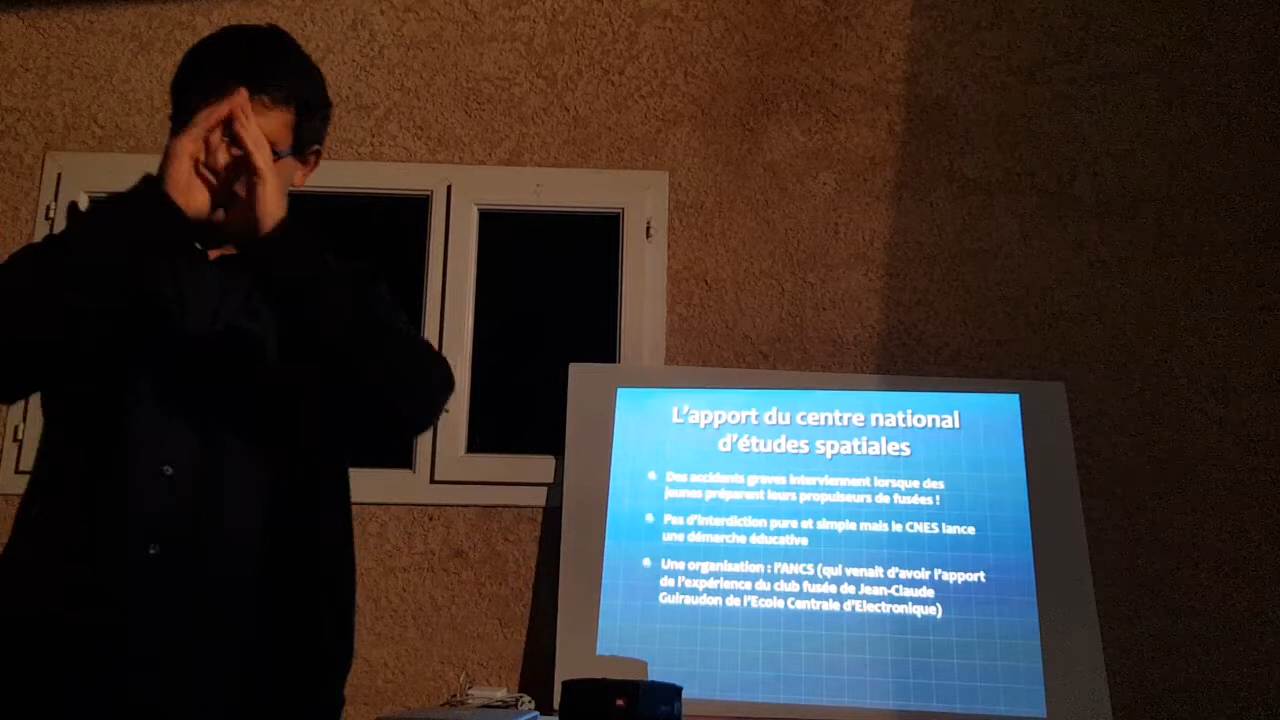 L'apport du centre national
d'études spatiales
Des accidents graves interviennent lorsque des
jeunes préparent leurs propulseurs de fusées !
Pas d'interdiction pure et simple mais le CNES lance
une démarche éducative
Une organisation : l'ANCS (qui venait d'avoir l'apport
de l'expérience du club fusée de Jean-Claude
Guiraudon de l'Ecole Centrale d'Electronique)